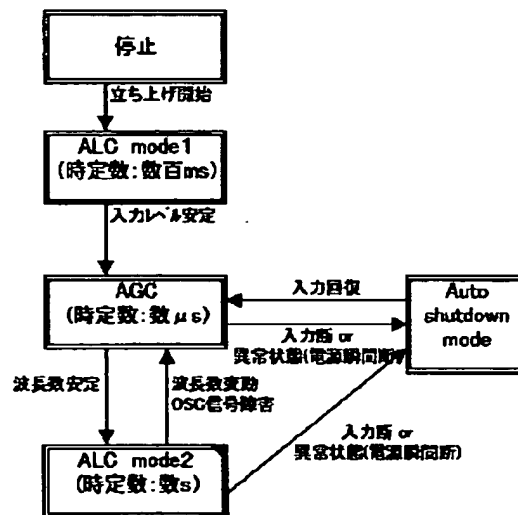 停止
立ち上げ開始
ALC mode1
(時定数:数百ms)
入力レベル安定
AGC
(時定数:数μs)
入力回復
Auto
shutdown
mode
入力断 or
異常状態(電源瞬間断)
波長数安定
波長数変動
OSC信号障害
入力断 or
異常状態(電源瞬間断)
ALC mode2
(時定数:数s)